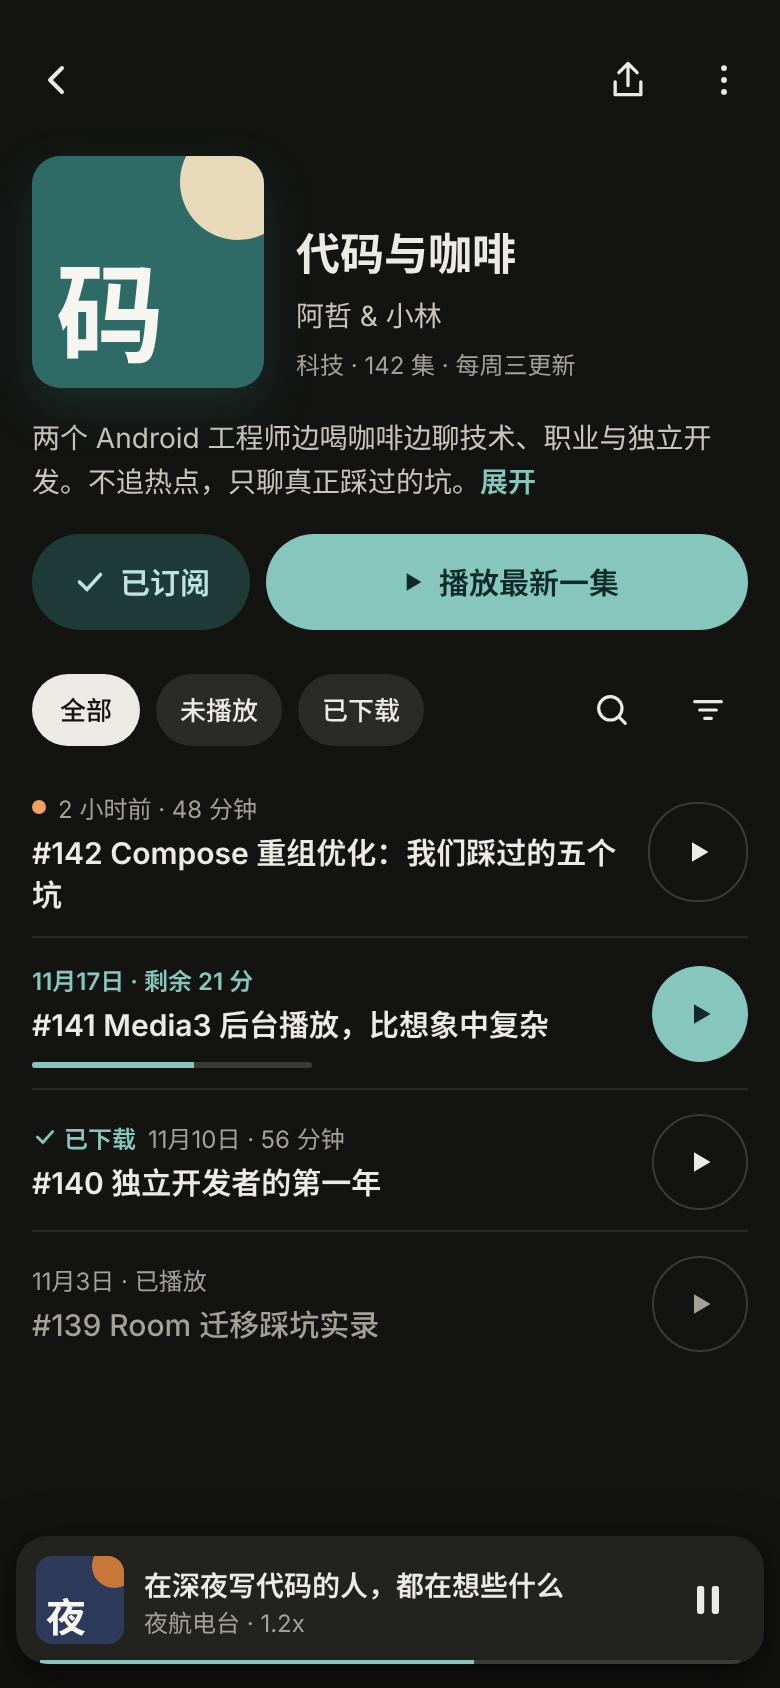 码
代码与咖啡
阿哲 & 小林
科技 · 142 集 · 每周三更新
两个 Android 工程师边喝咖啡边聊技术、职业与独立开
发。不追热点，只聊真正踩过的坑。展开
已订阅
播放最新一集
全部
未播放
已下载
2 小时前 · 48 分钟
#142 Compose 重组优化：我们踩过的五个
坑
11月17日 · 剩余 21 分
#141 Media3 后台播放，比想象中复杂
已下载 11月10日 · 56 分钟
#140 独立开发者的第一年
11月3日 · 已播放
#139 Room 迁移踩坑实录
夜
在深夜写代码的人，都在想些什么
夜航电台 · 1.2x